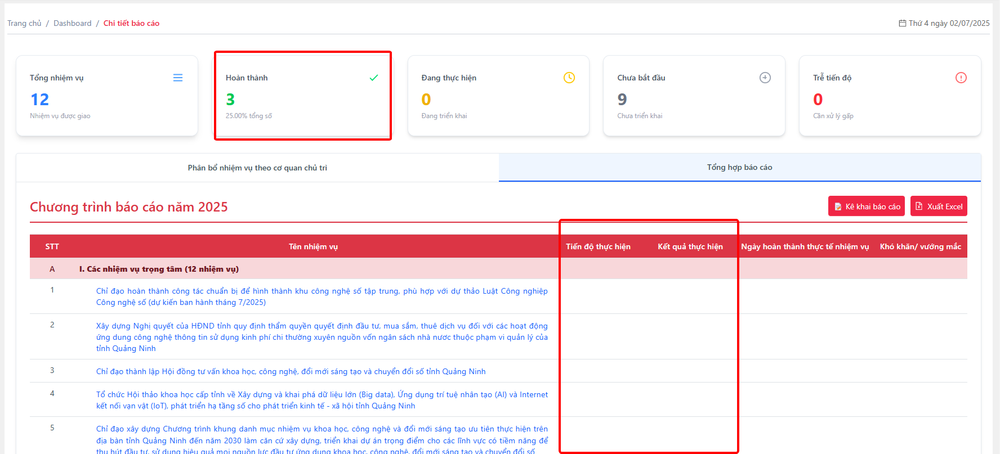 Trang chủ / Dashboard / Chi tiết báo cáo
Thứ 4 ngày 02/07/2025
Tổng nhiệm vụ
12
Nhiệm vụ được giao
Hoàn thành
3
25.00% tổng số
Đang thực hiện
0
Đang triển khai
Chưa bắt đầu
9
Chưa triển khai
Trễ tiến độ
0
Cần xử lý gấp
Phân bổ nhiệm vụ theo cơ quan chủ trì
Tổng hợp báo cáo
Chương trình báo cáo năm 2025
Kê khai báo cáo
Xuất Excel
STT Tên nhiệm vụ Tiến độ thực hiện Kết quả thực hiện Ngày hoàn thành thực tế nhiệm vụ Khó khăn/ vướng mắc
A I. Các nhiệm vụ trọng tâm (12 nhiệm vụ)
1 Chỉ đạo hoàn thành công tác chuẩn bị để hình thành khu công nghệ số tập trung, phù hợp với dự thảo Luật Công nghiệp
Công nghệ số (dự kiến ban hành tháng 7/2025)
2 Xây dựng Nghị quyết của HĐND tỉnh quy định thẩm quyền quyết định đầu tư, mua sắm, thuê dịch vụ đối với các hoạt động
ứng dung công nghệ thông tin sử dụng kinh phí chi thường xuyên nguồn vốn ngân sách nhà nươc thuộc phạm vi quản lý của
tỉnh Quảng Ninh
3 Chỉ đạo thành lập Hội đồng tư vấn khoa học, công nghệ, đổi mới sáng tạo và chuyển đổi số tỉnh Quảng Ninh
4 Tổ chức Hội thảo khoa học cấp tỉnh về Xây dựng và khai phá dữ liệu lớn (Big data), Ứng dụng trí tuệ nhân tạo (AI) và Internet
kết nối vạn vật (IoT), phát triển hạ tầng số cho phát triển kinh tế - xã hội tỉnh Quảng Ninh
5 Chỉ đạo xây dựng Chương trình khung danh mục nhiệm vụ khoa học, công nghệ và đổi mới sáng tạo ưu tiên thực hiện trên
địa bàn tỉnh Quảng Ninh đến năm 2030 làm căn cứ xây dựng, triển khai dự án trọng điểm cho các lĩnh vực có tiềm năng để
thu hút đầu tư, sử dụng hiệu quả mọi nguồn lực đầu tư ứng dụng khoa học, công nghệ, đổi mới sáng tạo và chuyển đổi số